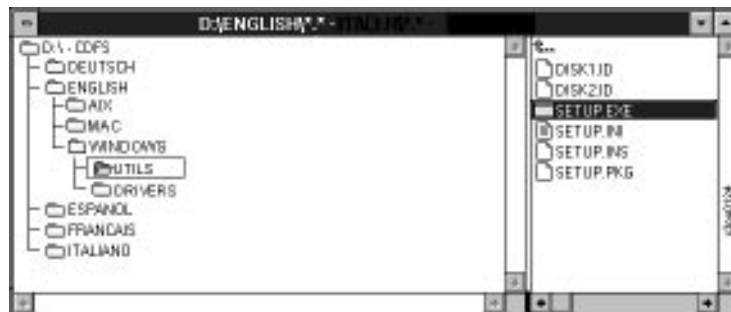 D:\ENGLISH\*.* -
D:\ - CDFS
DEUTSCH
ENGLISH
AIX
MAC
WINDOWS
UTILS
DRIVERS
ESPANOL
FRANCAIS
ITALIANO
DISK1.ID
DISK2.ID
SETUP.EXE
SETUP.INI
SETUP.INS
SETUP.PKG